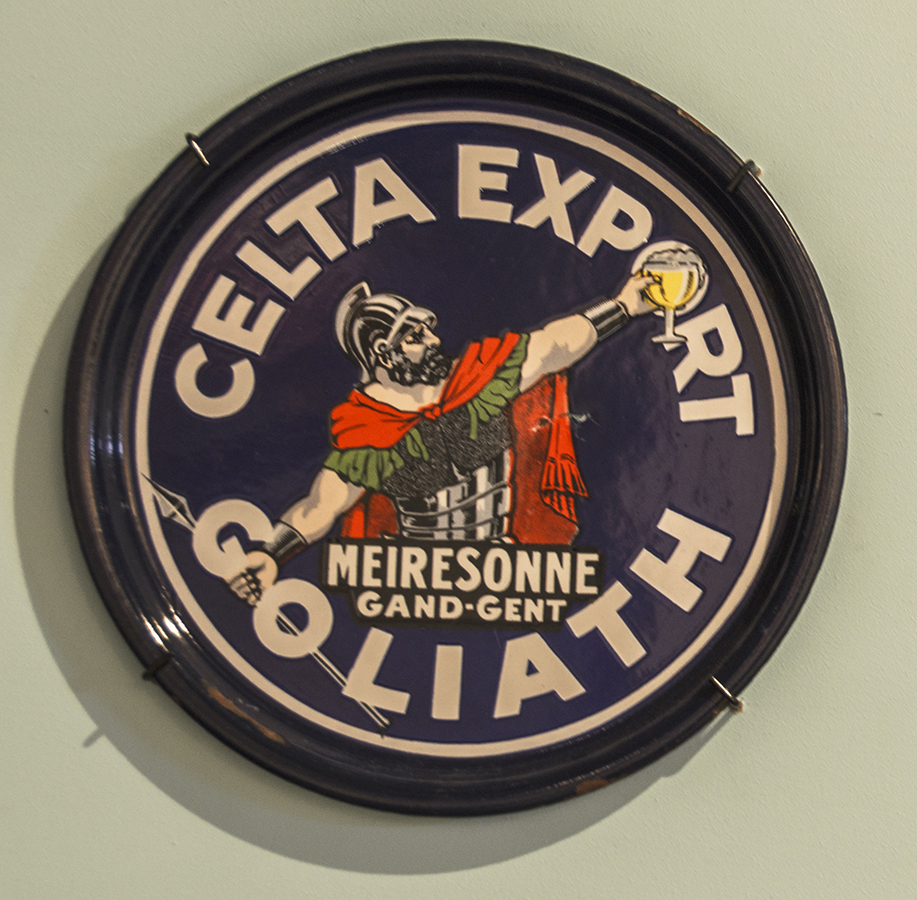 CELTA EXPORT
MEIRESONNE
GAND-GENT
GOLIATH